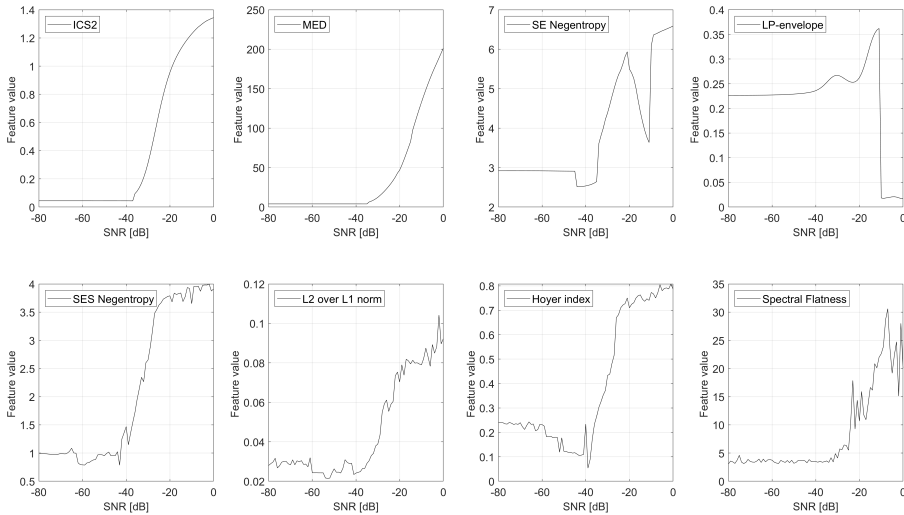 ICS2
Feature value
0
0.2
0.4
0.6
0.8
1
1.2
1.4
-80 -60 -40 -20 0
SNR [dB]
MED
Feature value
0
50
100
150
200
250
-80 -60 -40 -20 0
SNR [dB]
SE Negentropy
Feature value
2
3
4
5
6
7
-80 -60 -40 -20 0
SNR [dB]
LP-envelope
Feature value
0
0.05
0.1
0.15
0.2
0.25
0.3
0.35
0.4
-80 -60 -40 -20 0
SNR [dB]
SES Negentropy
Feature value
0.5
1
1.5
2
2.5
3
3.5
4
-80 -60 -40 -20 0
SNR [dB]
L2 over L1 norm
Feature value
0.02
0.04
0.06
0.08
0.1
0.12
-80 -60 -40 -20 0
SNR [dB]
Hoyer index
Feature value
0
0.1
0.2
0.3
0.4
0.5
0.6
0.7
0.8
-80 -60 -40 -20 0
SNR [dB]
Spectral Flatness
Feature value
0
5
10
15
20
25
30
35
-80 -60 -40 -20 0
SNR [dB]